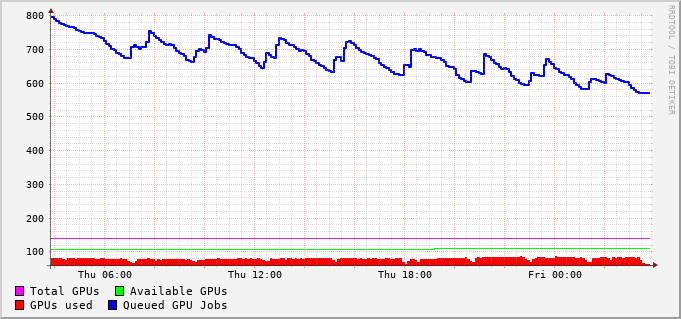 800
700
600
500
400
300
200
100
Thu 06:00 Thu 12:00 Thu 18:00 Fri 00:00
Total GPUs Available GPUs
GPUs used Queued GPU Jobs
RRDTOOL / TOBI OETIKER